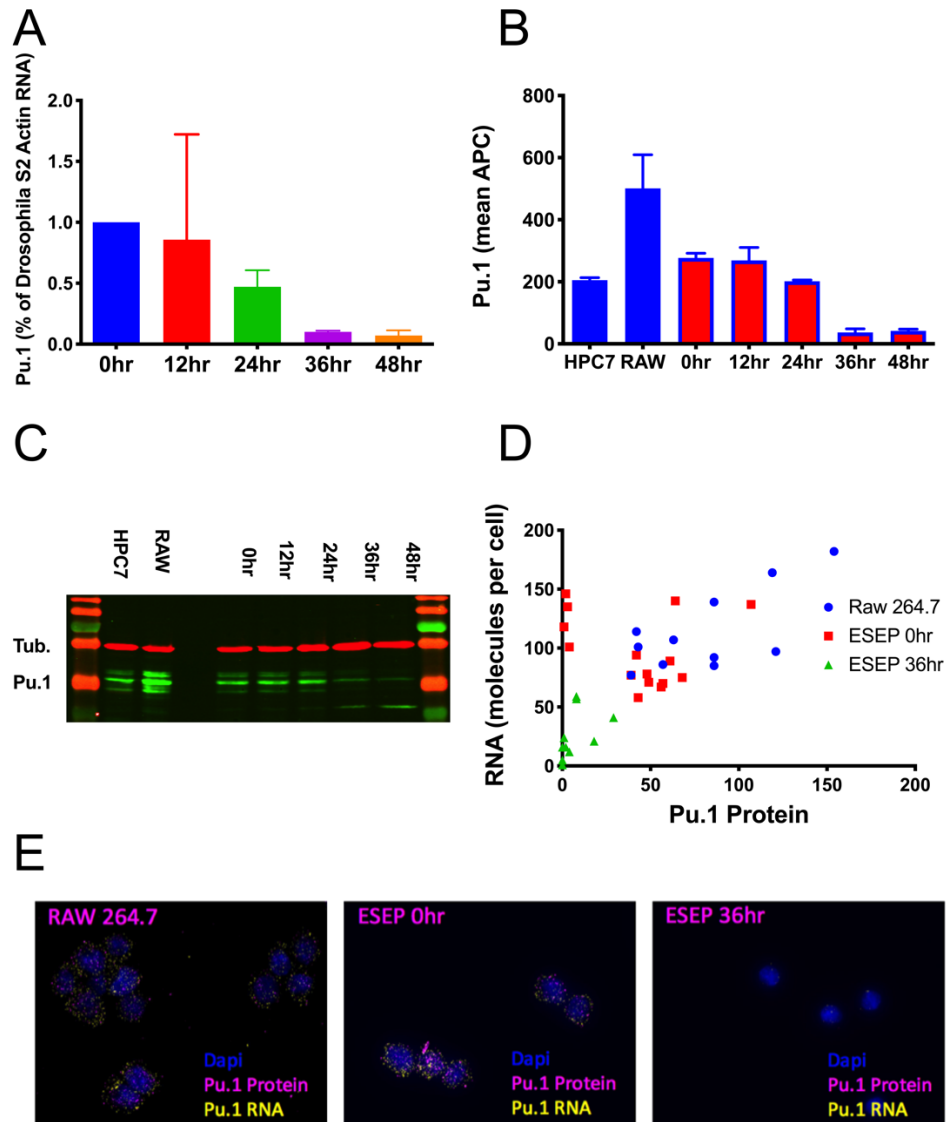 A
Pu.1 (% of Drosophila S2 Actin RNA)
2.0
1.5
1.0
0.5
0.0
0hr 12hr 24hr 36hr 48hr
B
Pu.1 (mean APC)
800
600
400
200
0
HPC7 RAW 0hr 12hr 24hr 36hr 48hr
C
HPC7 RAW 0hr 12hr 24hr 36hr 48hr
Tub.
Pu.1
D
RNA (molecules per cell)
200
150
100
50
0
0 50 100 150 200
Pu.1 Protein
Raw 264.7
ESEP 0hr
ESEP 36hr
E
RAW 264.7
Dapi
Pu.1 Protein
Pu.1 RNA
ESEP 0hr
Dapi
Pu.1 Protein
Pu.1 RNA
ESEP 36hr
Dapi
Pu.1 Protein
Pu.1 RNA